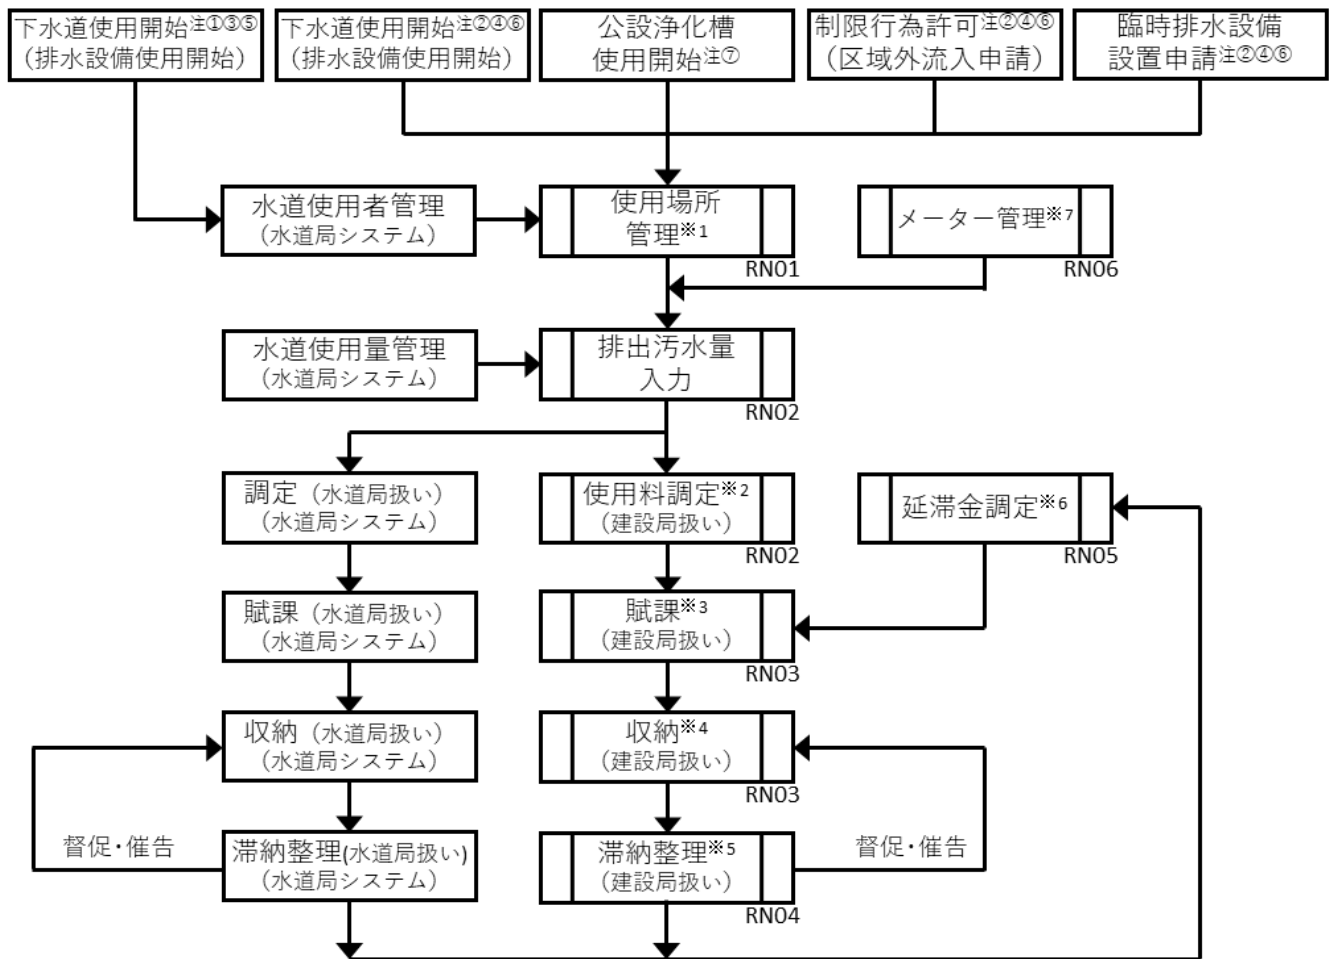 下水道使用開始注①③⑤
（排水設備使用開始）
下水道使用開始注②④⑥
（排水設備使用開始）
公設浄化槽
使用開始注⑦
制限行為許可注②④⑥
（区域外流入申請）
臨時排水設備
設置申請注②④⑥
水道使用者管理
（水道局システム）
使用場所
管理※1
RN01
メーター管理※7
RN06
水道使用量管理
（水道局システム）
排出汚水量
入力
RN02
調定（水道局扱い）
（水道局システム）
使用料調定※2
（建設局扱い）
RN02
延滞金調定※6
RN05
賦課（水道局扱い）
（水道局システム）
賦課※3
（建設局扱い）
RN03
収納（水道局扱い）
（水道局システム）
収納※4
（建設局扱い）
RN03
督促・催告
滞納整理(水道局扱い)
（水道局システム）
滞納整理※5
（建設局扱い）
RN04
督促・催告